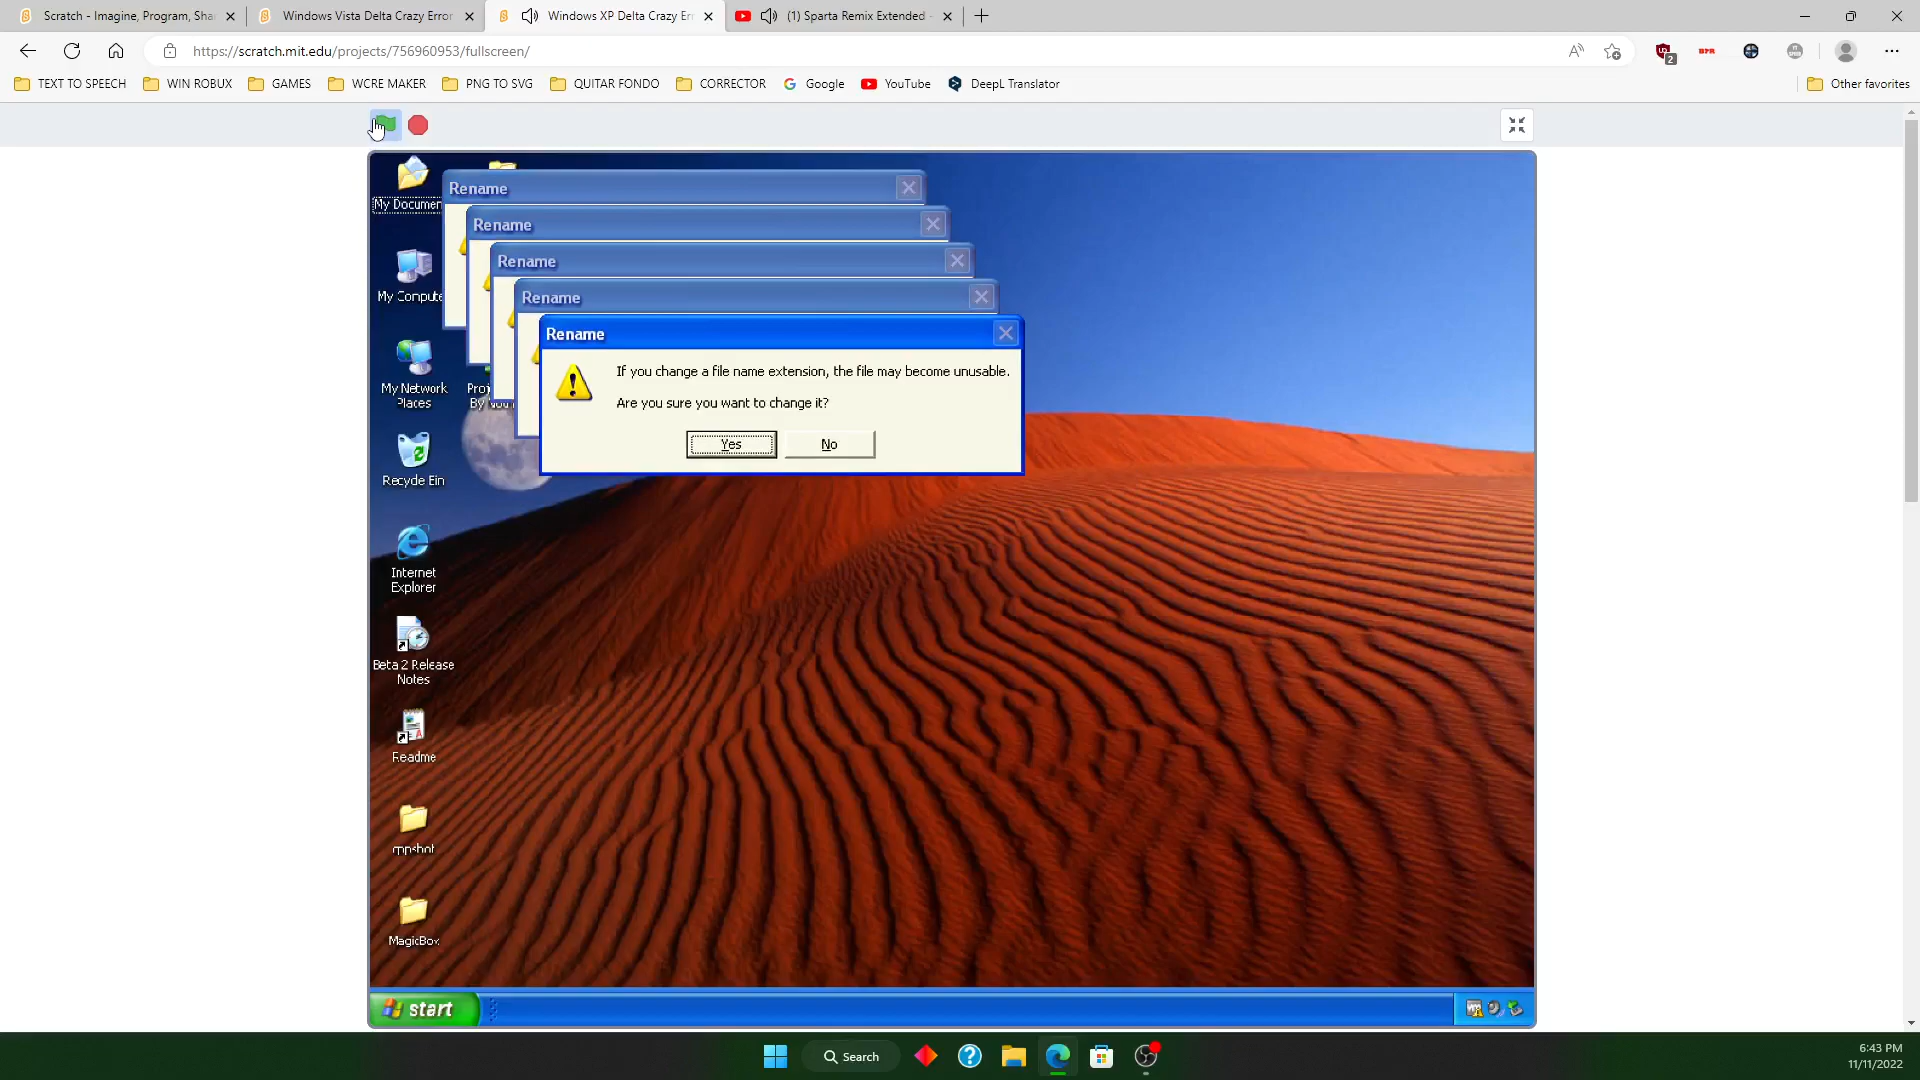 Scratch - Imagine, Program, Sha
Windows Vista Delta Crazy Error
Windows XP Delta Crazy Err
(1) Sparta Remix Extended -
https://scratch.mit.edu/projects/756960953/fullscreen/
2
TEXT TO SPEECH
WIN ROBUX
GAMES
WCRE MAKER
PNG TO SVG
QUITAR FONDO
CORRECTOR
Google
YouTube
DeepL Translator
Other favorites
My Documen
Rename
Rename
Rename
Rename
Rename
If you change a file name extension, the file may become unusable.
Are you sure you want to change it?
Yes
No
My Compute
My Network
Places
Recycle Bin
Internet
Explorer
Beta 2 Release
Notes
Readme
MagicBox
start
Search
6:43 PM
11/11/2022